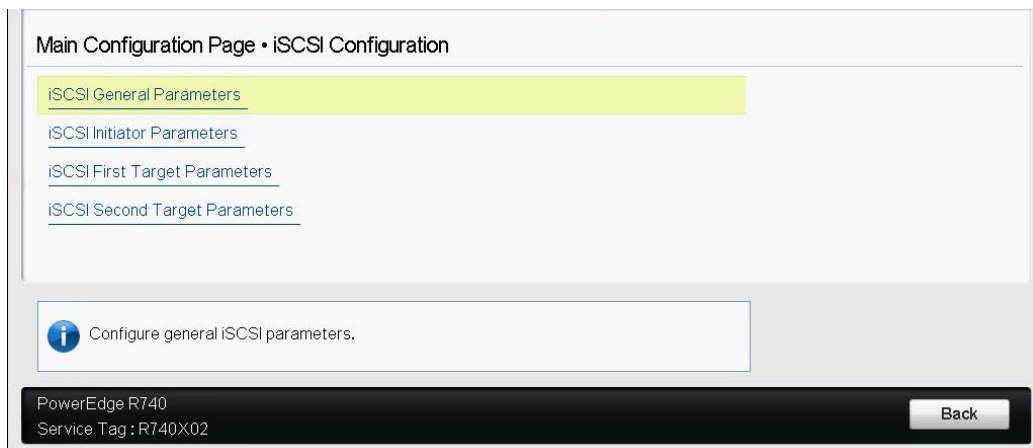 Main Configuration Page • iSCSI Configuration
iSCSI General Parameters
iSCSI Initiator Parameters
iSCSI First Target Parameters
iSCSI Second Target Parameters
Configure general iSCSI parameters.
PowerEdge R740
Service Tag : R740X02
Back